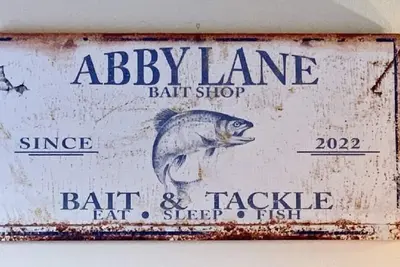 ABBY LANE
BAIT SHOP
SINCE 2022
BAIT & TACKLE
EAT • SLEEP • FISH